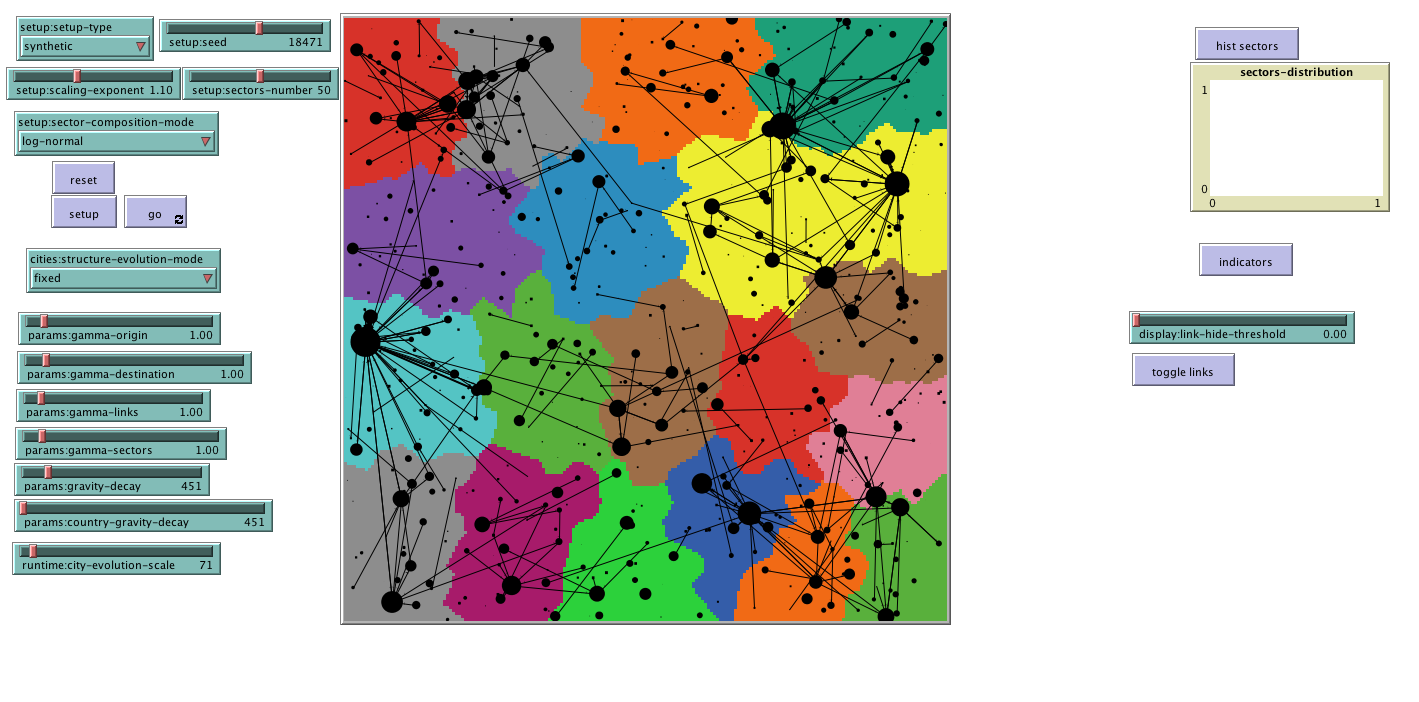 setup:setup-type
synthetic
setup:seed 18471
setup:scaling-exponent 1.10
setup:sectors-number 50
setup:sector-composition-mode
log-normal
reset
setup
go
cities:structure-evolution-mode
fixed
params:gamma-origin 1.00
params:gamma-destination 1.00
params:gamma-links 1.00
params:gamma-sectors 1.00
params:gravity-decay 451
params:country-gravity-decay 451
runtime:city-evolution-scale 71
hist sectors
sectors-distribution
1
0
0 1
indicators
display:link-hide-threshold 0.00
toggle links